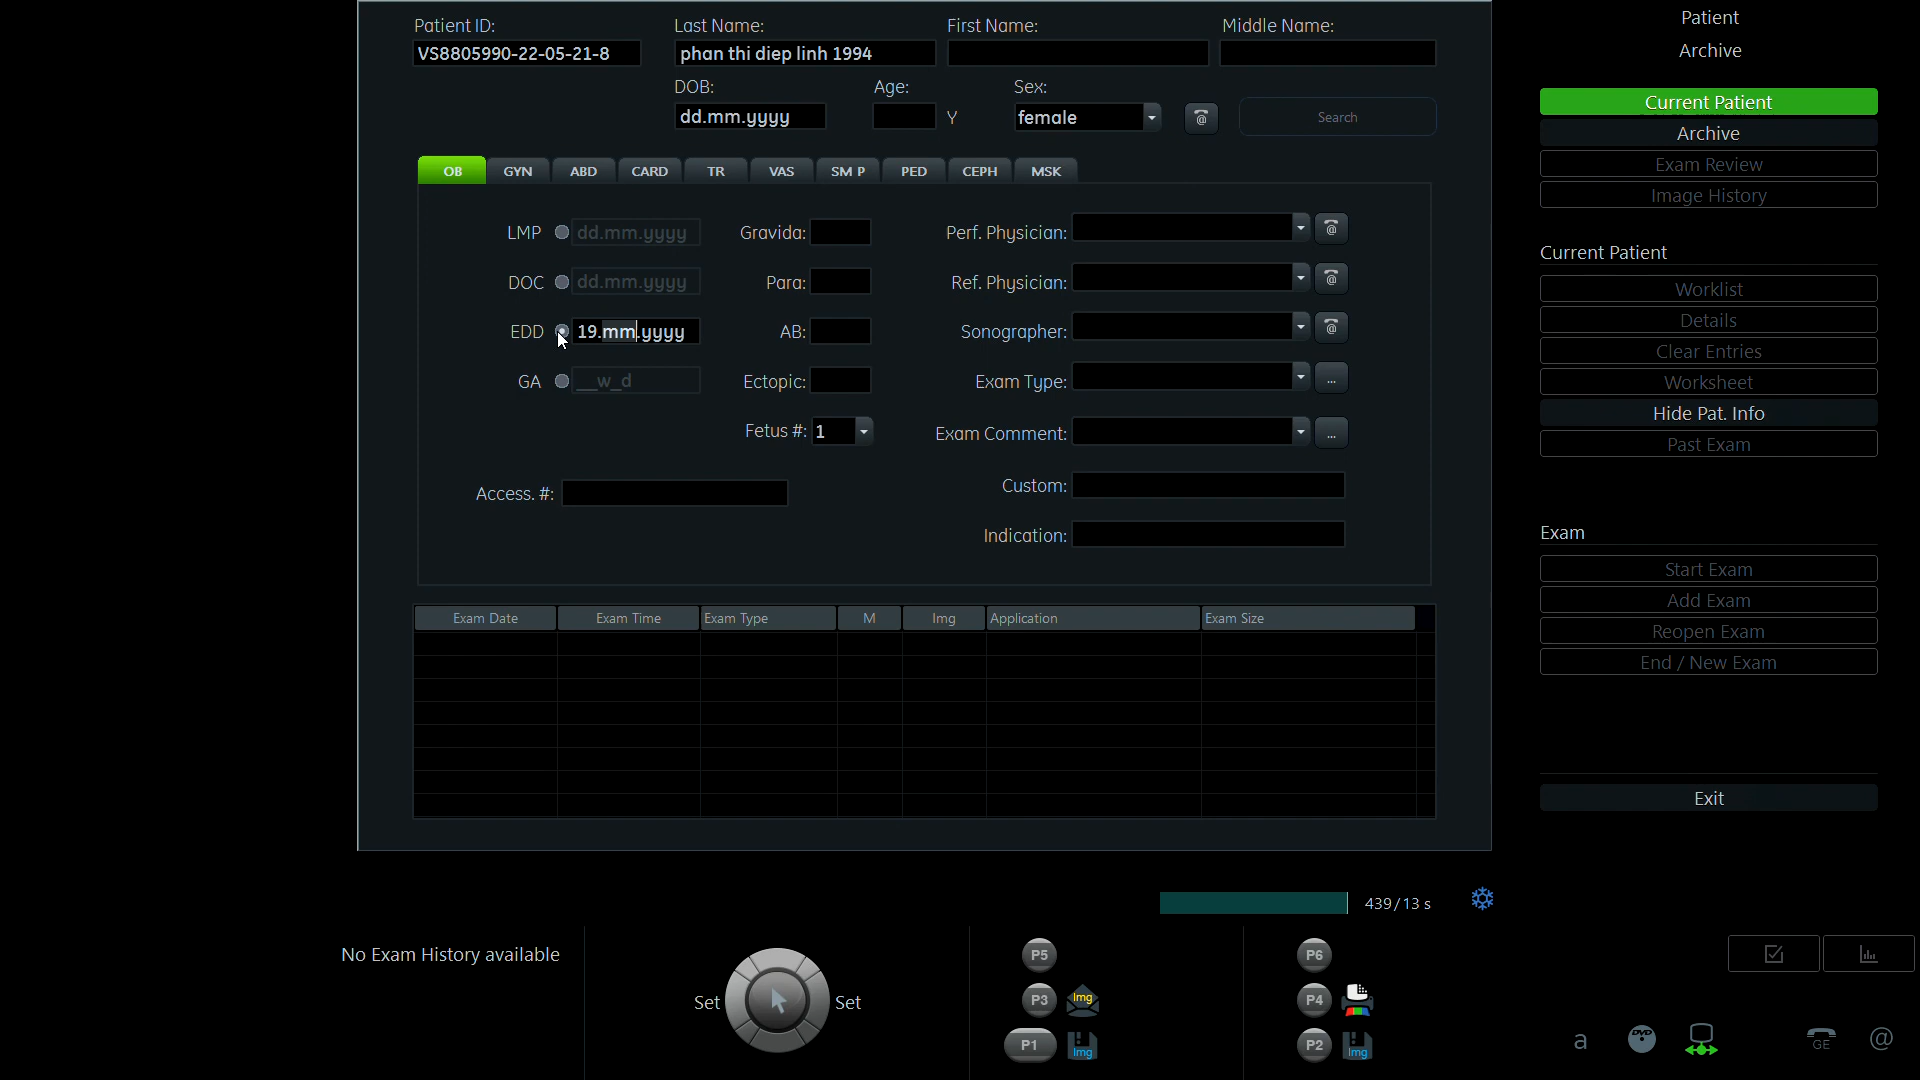 Patient ID: Last Name: First Name: Middle Name:
VS8805990-22-05-21-8 phan thi diep linh 1994
DOB: Age: Sex:
dd.mm.yyyy Y female Search
OB GYN ABD CARD TR VAS SM P PED CEPH MSK
LMP dd.mm.yyyy Gravida: Perf. Physician:
DOC dd.mm.yyyy Para: Ref. Physician:
EDD 19.mm.yyyy AB: Sonographer:
GA __w_d Ectopic: Exam Type: ...
Fetus #: 1 Exam Comment: ...
Access. #: Custom:
Indication:
Exam Date Exam Time Exam Type M Img Application Exam Size
439/13 s
No Exam History available
Set Set
P5 P6
P3 Img P4
P1 Img P2 Img
Patient
Archive
Current Patient
Archive
Exam Review
Image History
Current Patient
Worklist
Details
Clear Entries
Worksheet
Hide Pat. Info
Past Exam
Exam
Start Exam
Add Exam
Reopen Exam
End / New Exam
Exit
a DVD GE @